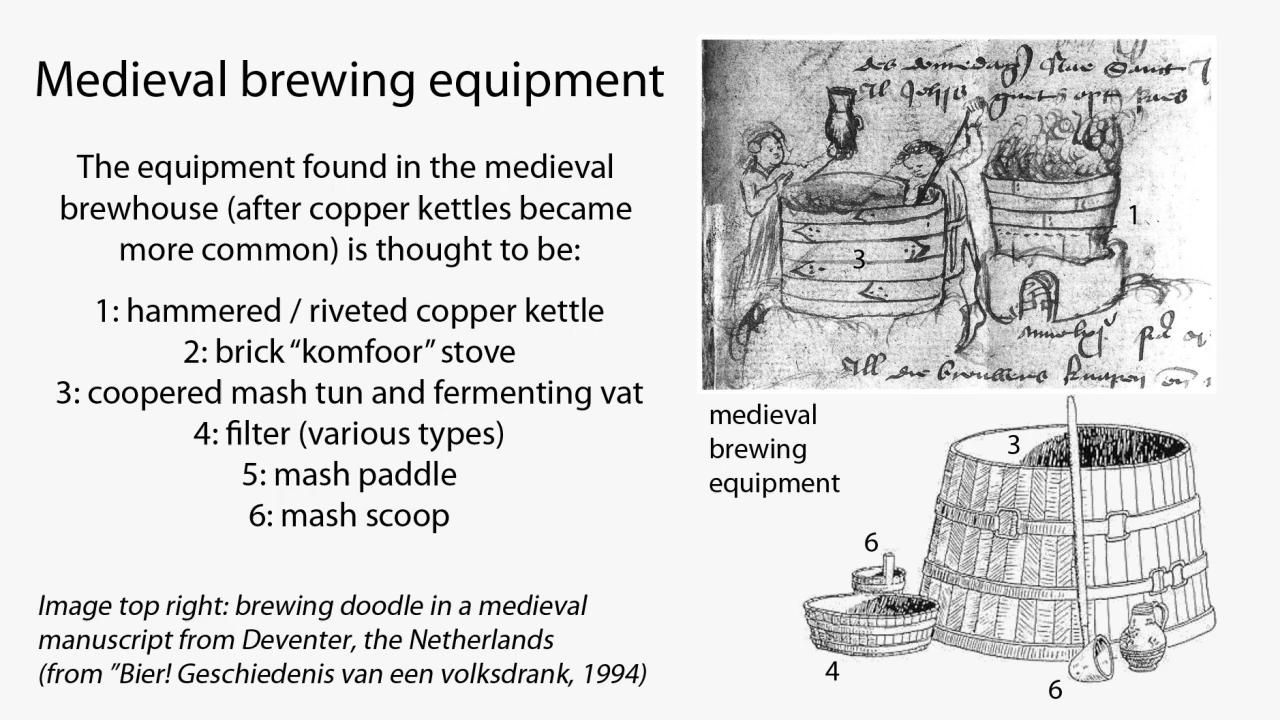 Medieval brewing equipment
The equipment found in the medieval
brewhouse (after copper kettles became
more common) is thought to be:
1: hammered / riveted copper kettle
2: brick “komfoor” stove
3: coopered mash tun and fermenting vat
4: filter (various types)
5: mash paddle
6: mash scoop
Image top right: brewing doodle in a medieval
manuscript from Deventer, the Netherlands
(from ”Bier! Geschiedenis van een volksdrank, 1994)
1
3
medieval
brewing
equipment
3
6
4
6